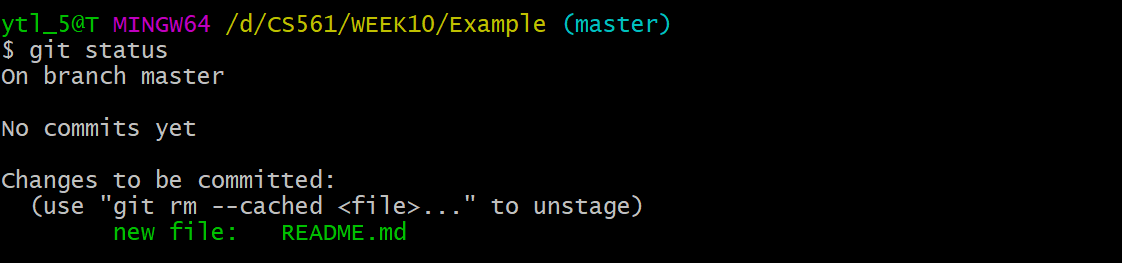 ytl_5@T MINGW64 /d/CS561/WEEK10/Example (master)
$ git status
On branch master
No commits yet
Changes to be committed:
  (use "git rm --cached <file>..." to unstage)
        new file:   README.md